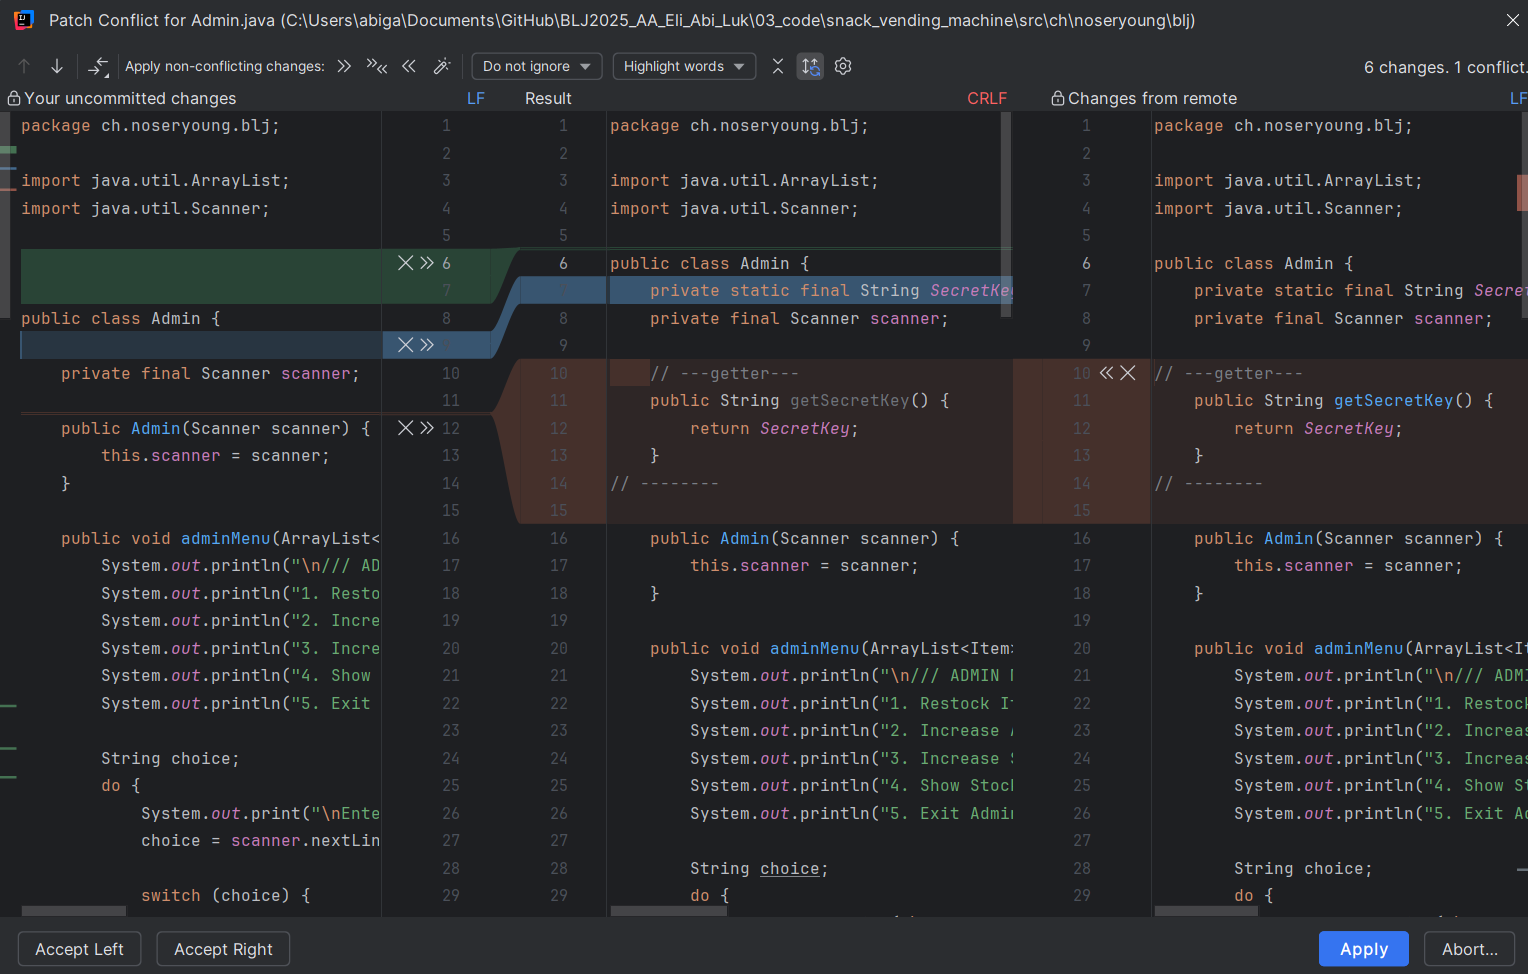 Patch Conflict for Admin.java (C:\Users\abiga\Documents\GitHub\BLJ2025_AA_Eli_Abi_Luk\03_code\snack_vending_machine\src\ch\noseryoung\blj)
Apply non-conflicting changes:
Do not ignore
Highlight words
6 changes. 1 conflict.
Your uncommitted changes
LF
Result
CRLF
Changes from remote
LF
package ch.noseryoung.blj;
import java.util.ArrayList;
import java.util.Scanner;
public class Admin {
private final Scanner scanner;
public Admin(Scanner scanner) {
this.scanner = scanner;
}
public void adminMenu(ArrayList<
System.out.println("\n/// AD
System.out.println("1. Resto
System.out.println("2. Incre
System.out.println("3. Incre
System.out.println("4. Show
System.out.println("5. Exit
String choice;
do {
System.out.print("\nEnte
choice = scanner.nextLin
switch (choice) {
1
2
3
4
5
6
7
8
10
11
12
13
14
15
16
17
18
19
20
21
22
23
24
25
26
27
28
29
1
2
3
4
5
6
8
9
10
11
12
13
14
15
16
17
18
19
20
21
22
23
24
25
26
27
28
29
package ch.noseryoung.blj;
import java.util.ArrayList;
import java.util.Scanner;
public class Admin {
private static final String SecretKe
private final Scanner scanner;
// ---getter---
public String getSecretKey() {
return SecretKey;
}
// --------
public Admin(Scanner scanner) {
this.scanner = scanner;
}
public void adminMenu(ArrayList<Item>
System.out.println("\n/// ADMIN
System.out.println("1. Restock I
System.out.println("2. Increase
System.out.println("3. Increase
System.out.println("4. Show Stoc
System.out.println("5. Exit Admi
String choice;
do {
1
2
3
4
5
6
7
8
9
10
11
12
13
14
15
16
17
18
19
20
21
22
23
24
25
26
27
28
29
package ch.noseryoung.blj;
import java.util.ArrayList;
import java.util.Scanner;
public class Admin {
private static final String Secre
private final Scanner scanner;
// ---getter---
public String getSecretKey() {
return SecretKey;
}
// --------
public Admin(Scanner scanner) {
this.scanner = scanner;
}
public void adminMenu(ArrayList<It
System.out.println("\n/// ADMI
System.out.println("1. Restock
System.out.println("2. Increas
System.out.println("3. Increas
System.out.println("4. Show St
System.out.println("5. Exit Ad
String choice;
do {
Accept Left
Accept Right
Apply
Abort...